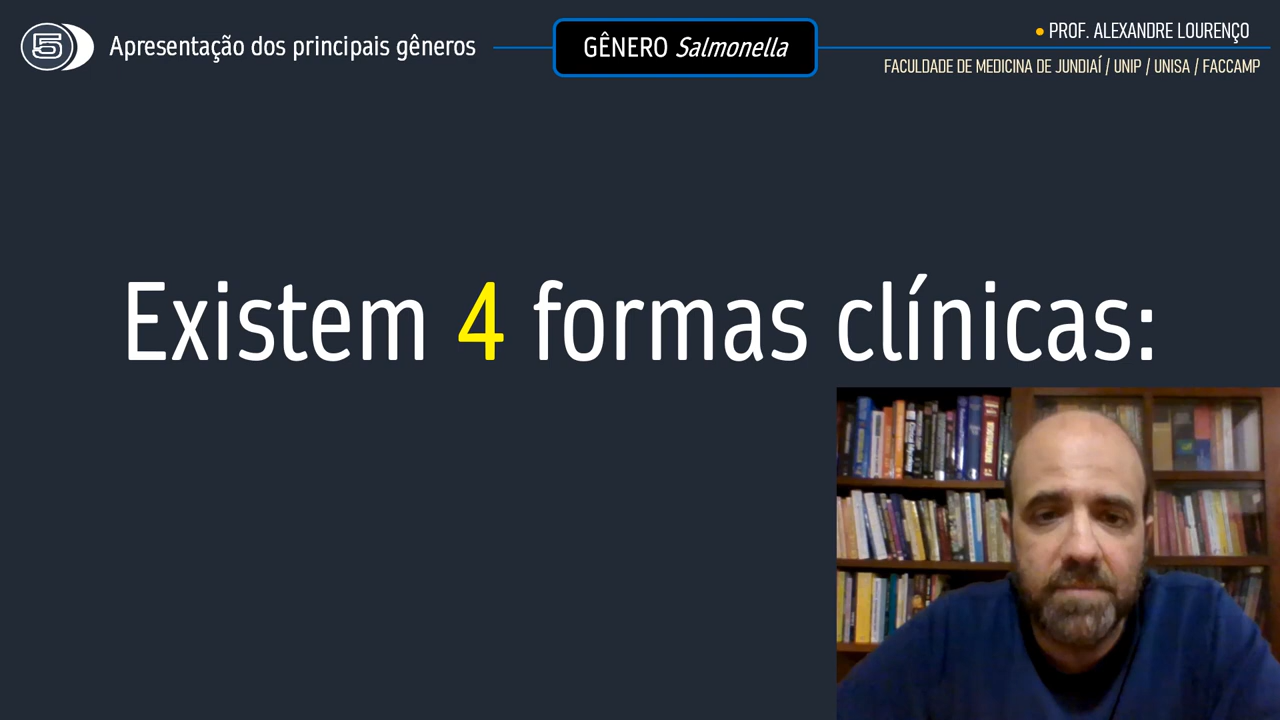 5
Apresentação dos principais gêneros
GÊNERO Salmonella
• PROF. ALEXANDRE LOURENÇO
FACULDADE DE MEDICINA DE JUNDIAÍ / UNIP / UNISA / FACCAMP
Existem 4 formas clínicas: